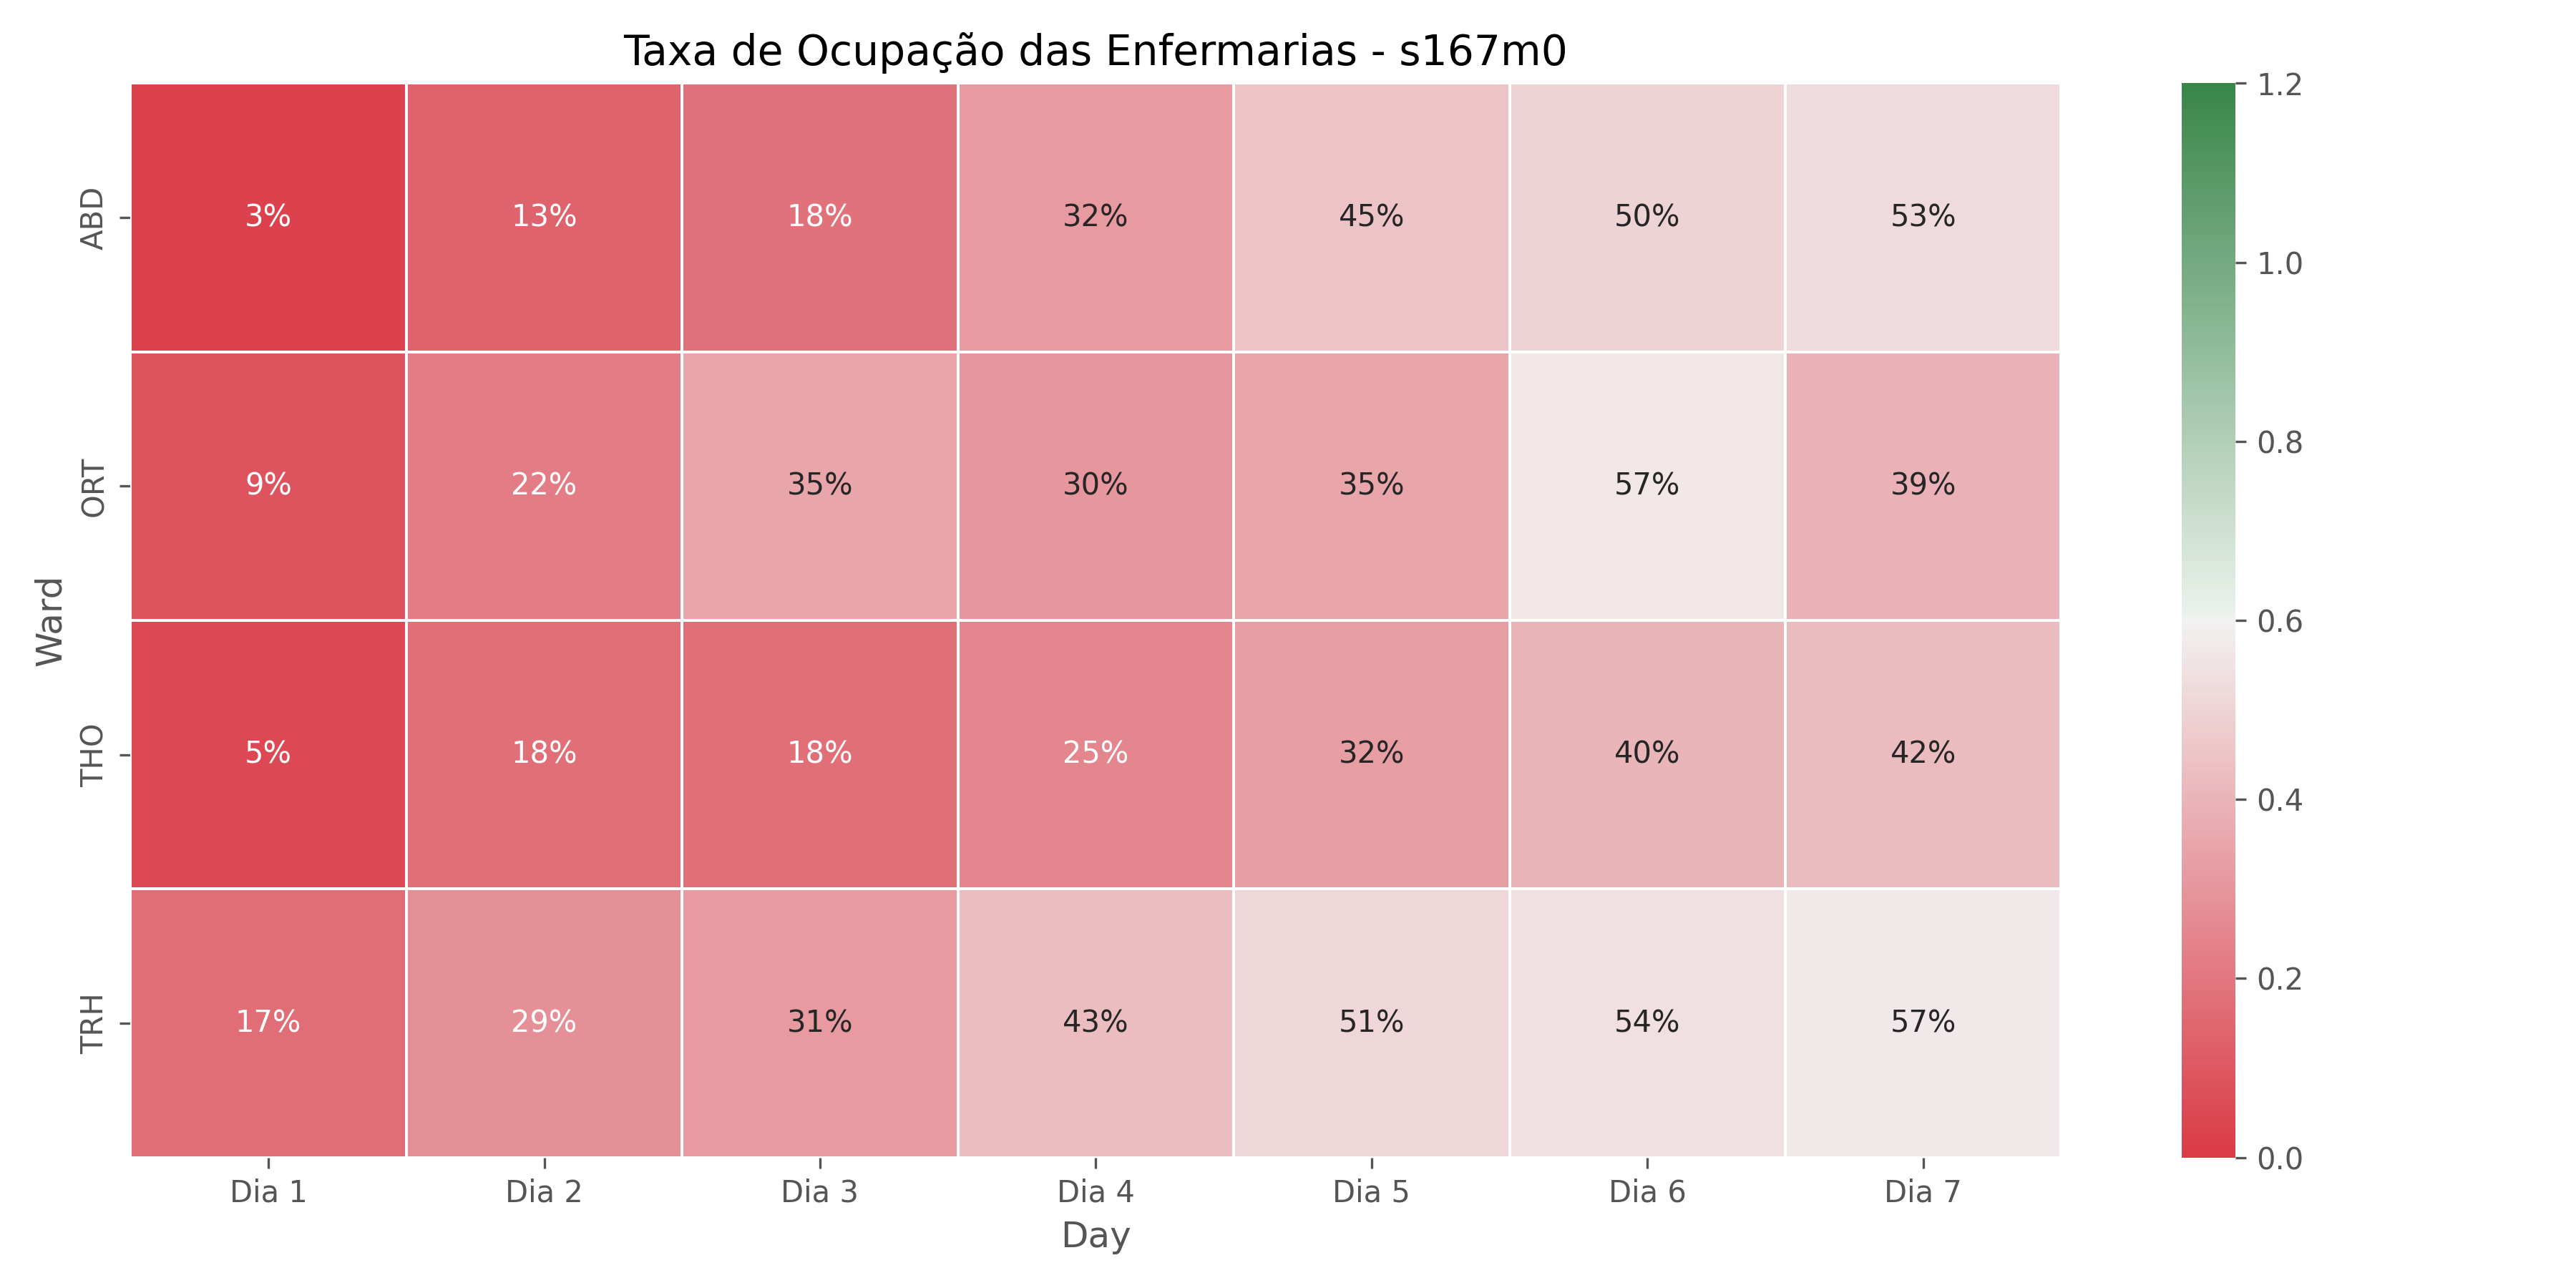 Taxa de Ocupação das Enfermarias - s167m0
Ward
ABD 3% 13% 18% 32% 45% 50% 53%
ORT 9% 22% 35% 30% 35% 57% 39%
THO 5% 18% 18% 25% 32% 40% 42%
TRH 17% 29% 31% 43% 51% 54% 57%
Dia 1 Dia 2 Dia 3 Dia 4 Dia 5 Dia 6 Dia 7
Day
1.2
1.0
0.8
0.6
0.4
0.2
0.0